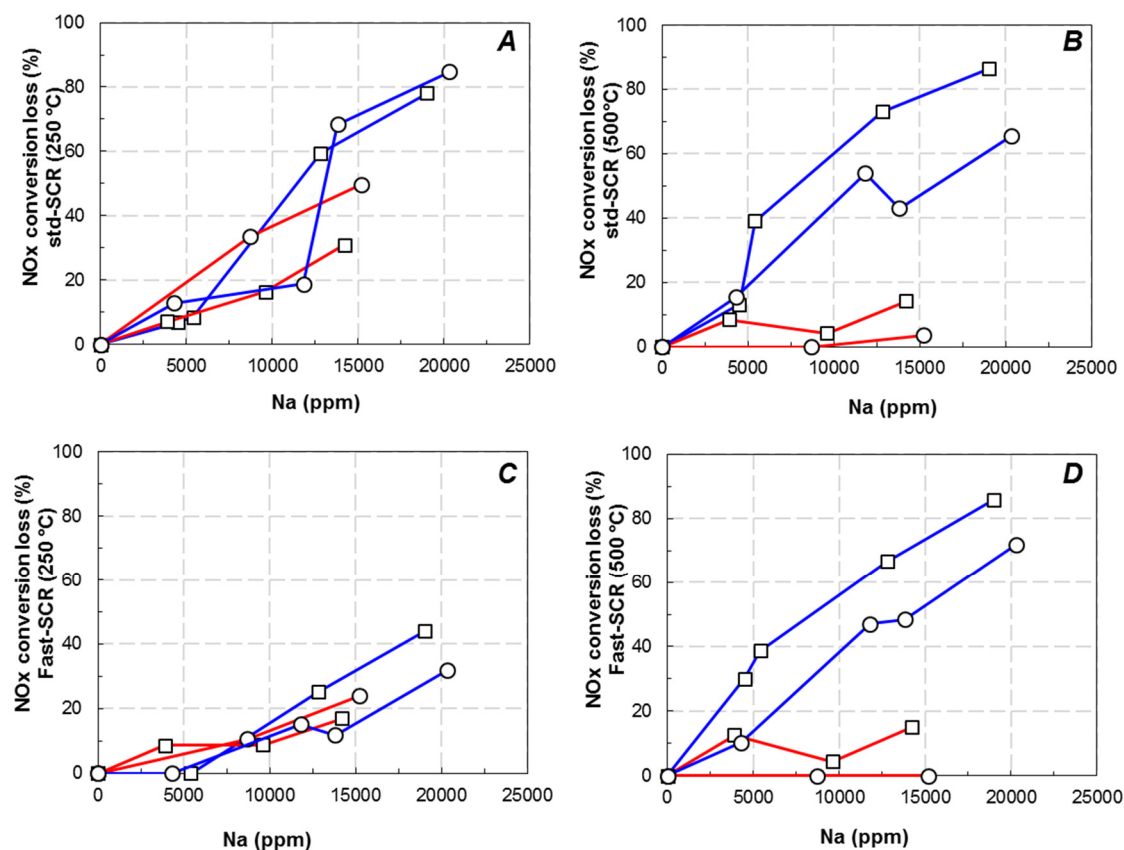 A
NOx conversion loss (%)
std-SCR (250 °C)
100
80
60
40
20
0
0 5000 10000 15000 20000 25000
Na (ppm)
B
NOx conversion loss (%)
std-SCR (500°C)
100
80
60
40
20
0
0 5000 10000 15000 20000 25000
Na (ppm)
C
NOx conversion loss (%)
Fast-SCR (250 °C)
100
80
60
40
20
0
0 5000 10000 15000 20000 25000
Na (ppm)
D
NOx conversion loss (%)
Fast-SCR (500 °C)
100
80
60
40
20
0
0 5000 10000 15000 20000 25000
Na (ppm)